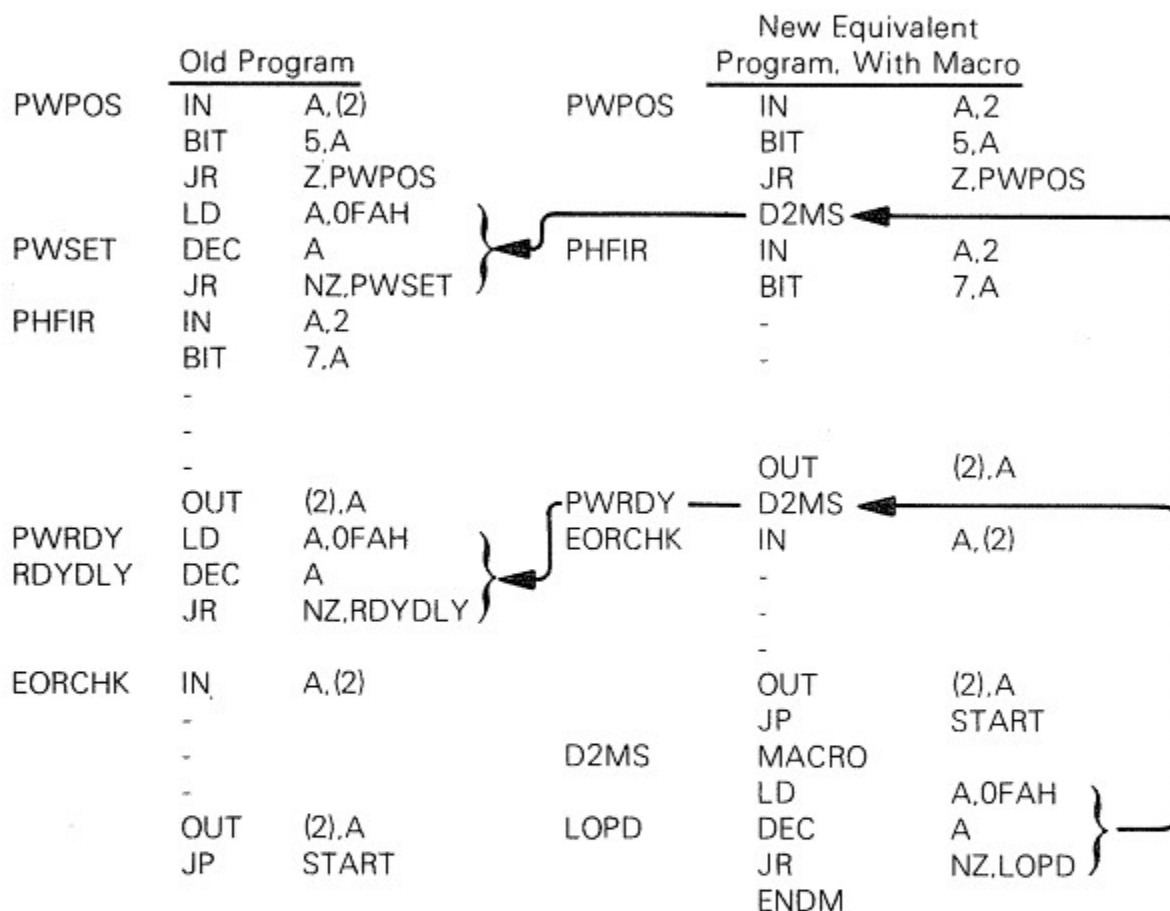 Old Program
PWPOS IN A,(2)
BIT 5,A
JR Z,PWPOS
LD A,0FAH
PWSET DEC A
JR NZ,PWSET
PHFIR IN A,2
BIT 7,A
-
-
-
OUT (2),A
PWRDY LD A,0FAH
RDYDLY DEC A
JR NZ,RDYDLY
EORCHK IN A,(2)
-
-
-
OUT (2),A
JP START
New Equivalent
Program, With Macro
PWPOS IN A,2
BIT 5,A
JR Z,PWPOS
D2MS
PHFIR IN A,2
BIT 7,A
-
-
OUT (2),A
PWRDY D2MS
EORCHK IN A,(2)
-
-
-
OUT (2),A
JP START
D2MS MACRO
LD A,0FAH
LOPD DEC A
JR NZ,LOPD
ENDM